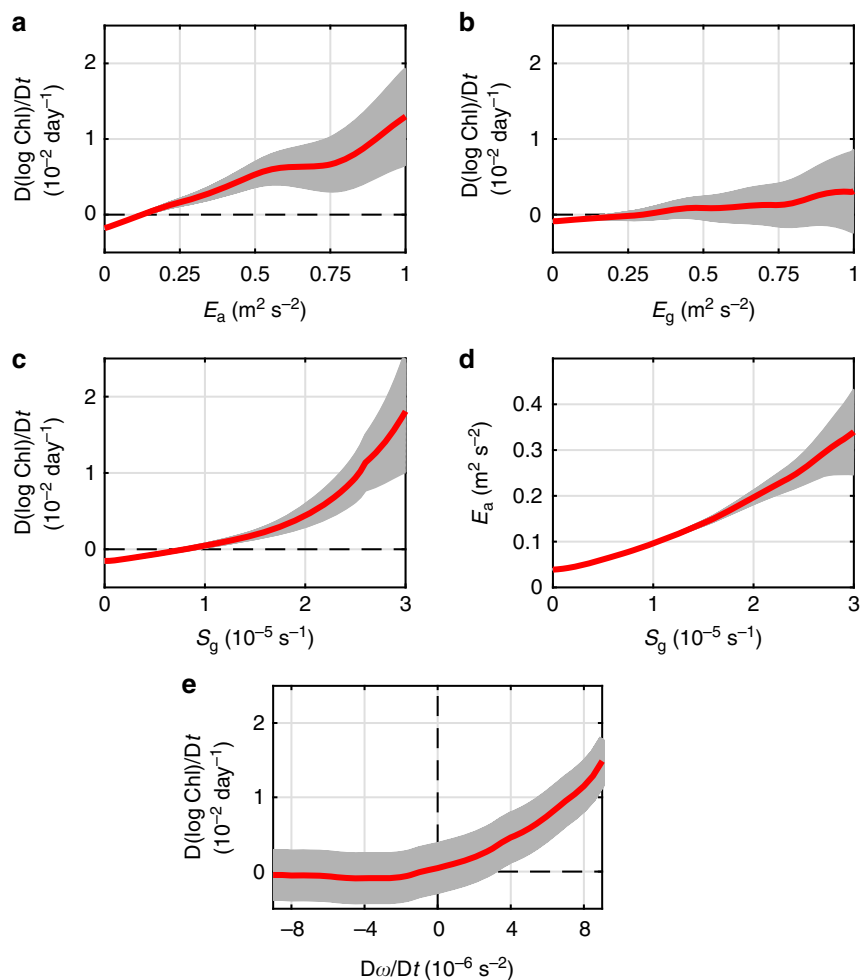 a
D(log Chl)/Dt
(10⁻² day⁻¹)
2
1
0
0 0.25 0.5 0.75 1
Eₐ (m² s⁻²)
b
D(log Chl)/Dt
(10⁻² day⁻¹)
2
1
0
0 0.25 0.5 0.75 1
E_g (m² s⁻²)
c
D(log Chl)/Dt
(10⁻² day⁻¹)
2
1
0
0 1 2 3
S_g (10⁻⁵ s⁻¹)
d
Eₐ (m² s⁻²)
0.4
0.3
0.2
0.1
0
0 1 2 3
S_g (10⁻⁵ s⁻¹)
e
D(log Chl)/Dt
(10⁻² day⁻¹)
2
1
0
−8 −4 0 4 8
Dω/Dt (10⁻⁶ s⁻²)